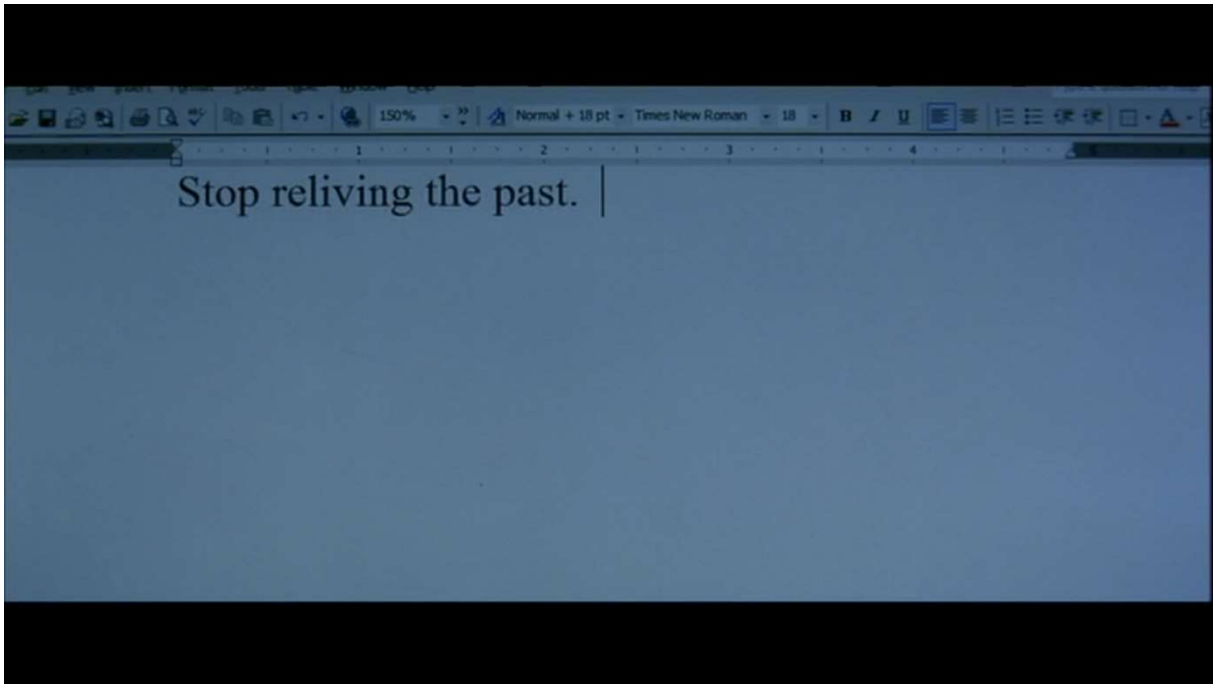 150%
Normal + 18 pt
Times New Roman
18
B I U
1 2 3 4
Stop reliving the past.